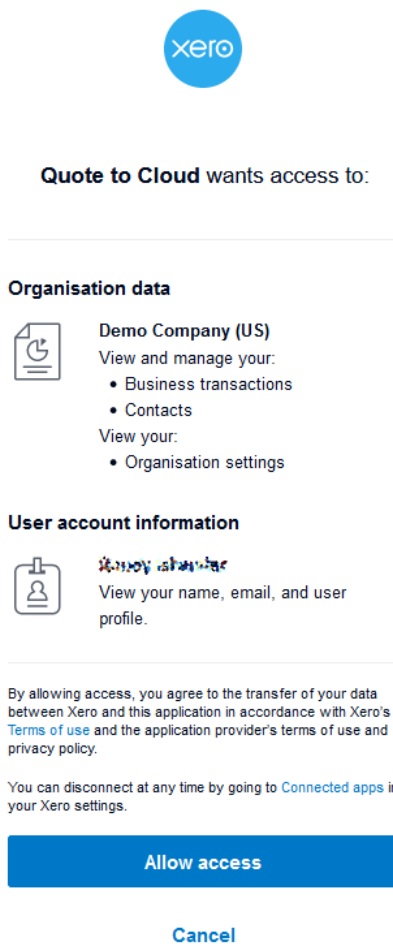 xero
Quote to Cloud wants access to:
Organisation data
Demo Company (US)
View and manage your:
• Business transactions
• Contacts
View your:
• Organisation settings
User account information
View your name, email, and user
profile.
By allowing access, you agree to the transfer of your data
between Xero and this application in accordance with Xero's
Terms of use and the application provider's terms of use and
privacy policy.
You can disconnect at any time by going to Connected apps
your Xero settings.
Allow access
Cancel